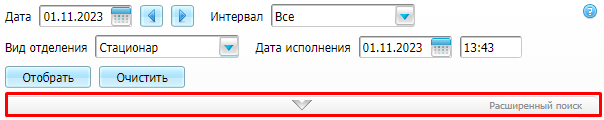 Дата 01.11.2023 Интервал Все ?
Вид отделения Стационар Дата исполнения 01.11.2023 13:43
Отобрать Очистить
Расширенный поиск